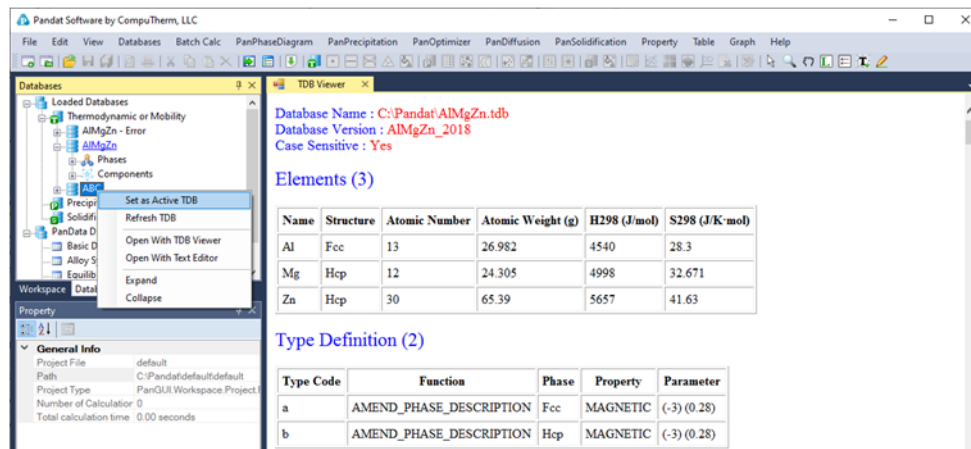 Pandat Software by CompuTherm, LLC
File Edit View Databases Batch Calc PanPhaseDiagram PanPrecipitation PanOptimizer PanDiffusion PanSolidification Property Table Graph Help
Databases
Loaded Databases
Thermodynamic or Mobility
AlMgZn - Error
AlMgZn
Phases
Components
ABC
Precipi
Solidifi
PanData D
Basic D
Alloy S
Equilib
Workspace Datab
Set as Active TDB
Refresh TDB
Open With TDB Viewer
Open With Text Editor
Expand
Collapse
Property
General Info
Project File default
Path C:\Pandat\default\default
Project Type PanGUI.Workspace.Project.
Number of Calculation 0
Total calculation time 0.00 seconds
TDB Viewer
Database Name : C:\Pandat\AlMgZn.tdb
Database Version : AlMgZn_2018
Case Sensitive : Yes
Elements (3)
Name Structure Atomic Number Atomic Weight (g) H298 (J/mol) S298 (J/K·mol)
Al Fcc 13 26.982 4540 28.3
Mg Hcp 12 24.305 4998 32.671
Zn Hcp 30 65.39 5657 41.63
Type Definition (2)
Type Code Function Phase Property Parameter
a AMEND_PHASE_DESCRIPTION Fcc MAGNETIC (-3) (0.28)
b AMEND_PHASE_DESCRIPTION Hcp MAGNETIC (-3) (0.28)